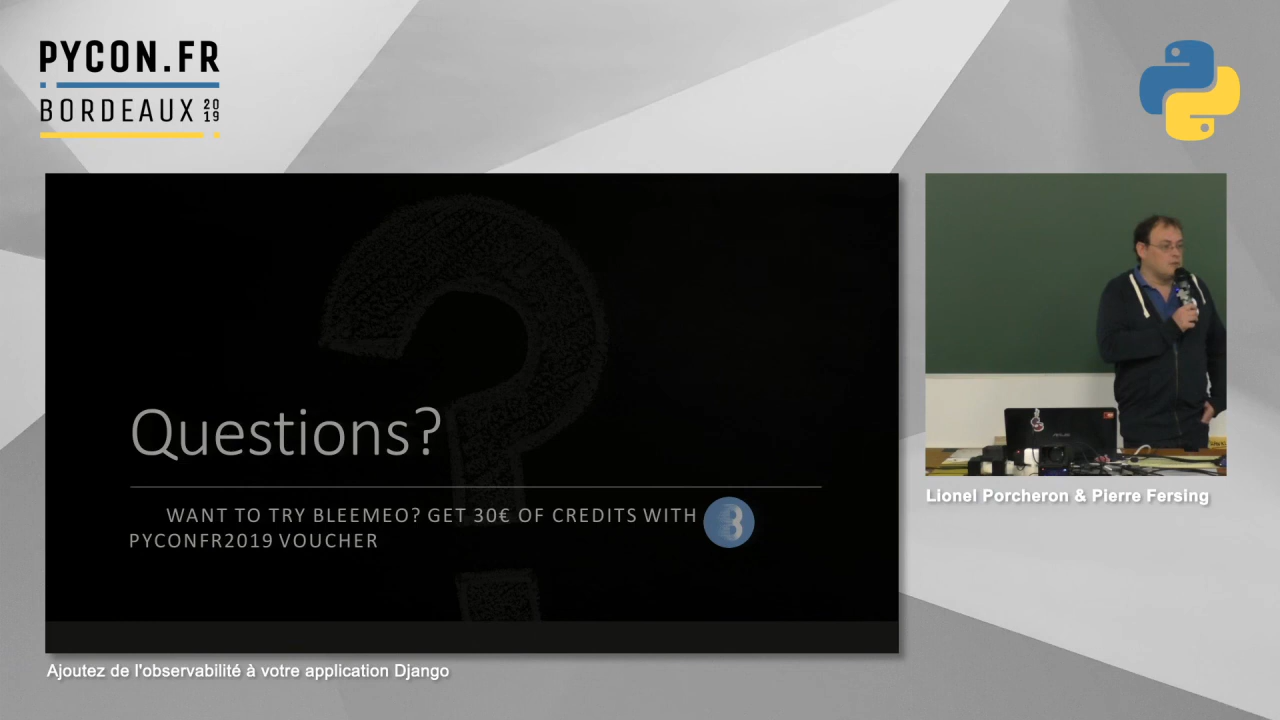 PYCON.FR
BORDEAUX 2019
Questions?
WANT TO TRY BLEEMEO? GET 30€ OF CREDITS WITH
PYCONFR2019 VOUCHER
ASUS
Lionel Porcheron & Pierre Fersing
Ajoutez de l'observabilité à votre application Django